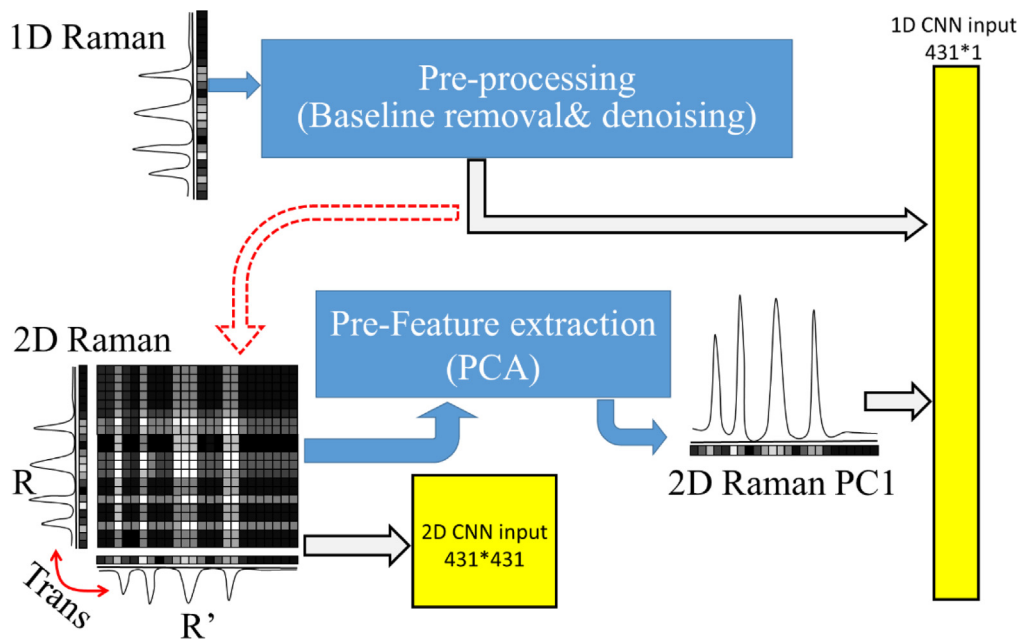 1D Raman
Pre-processing
(Baseline removal& denoising)
1D CNN input
431*1
2D Raman
Pre-Feature extraction
(PCA)
R
2D Raman PC1
2D CNN input
431*431
Trans
R’